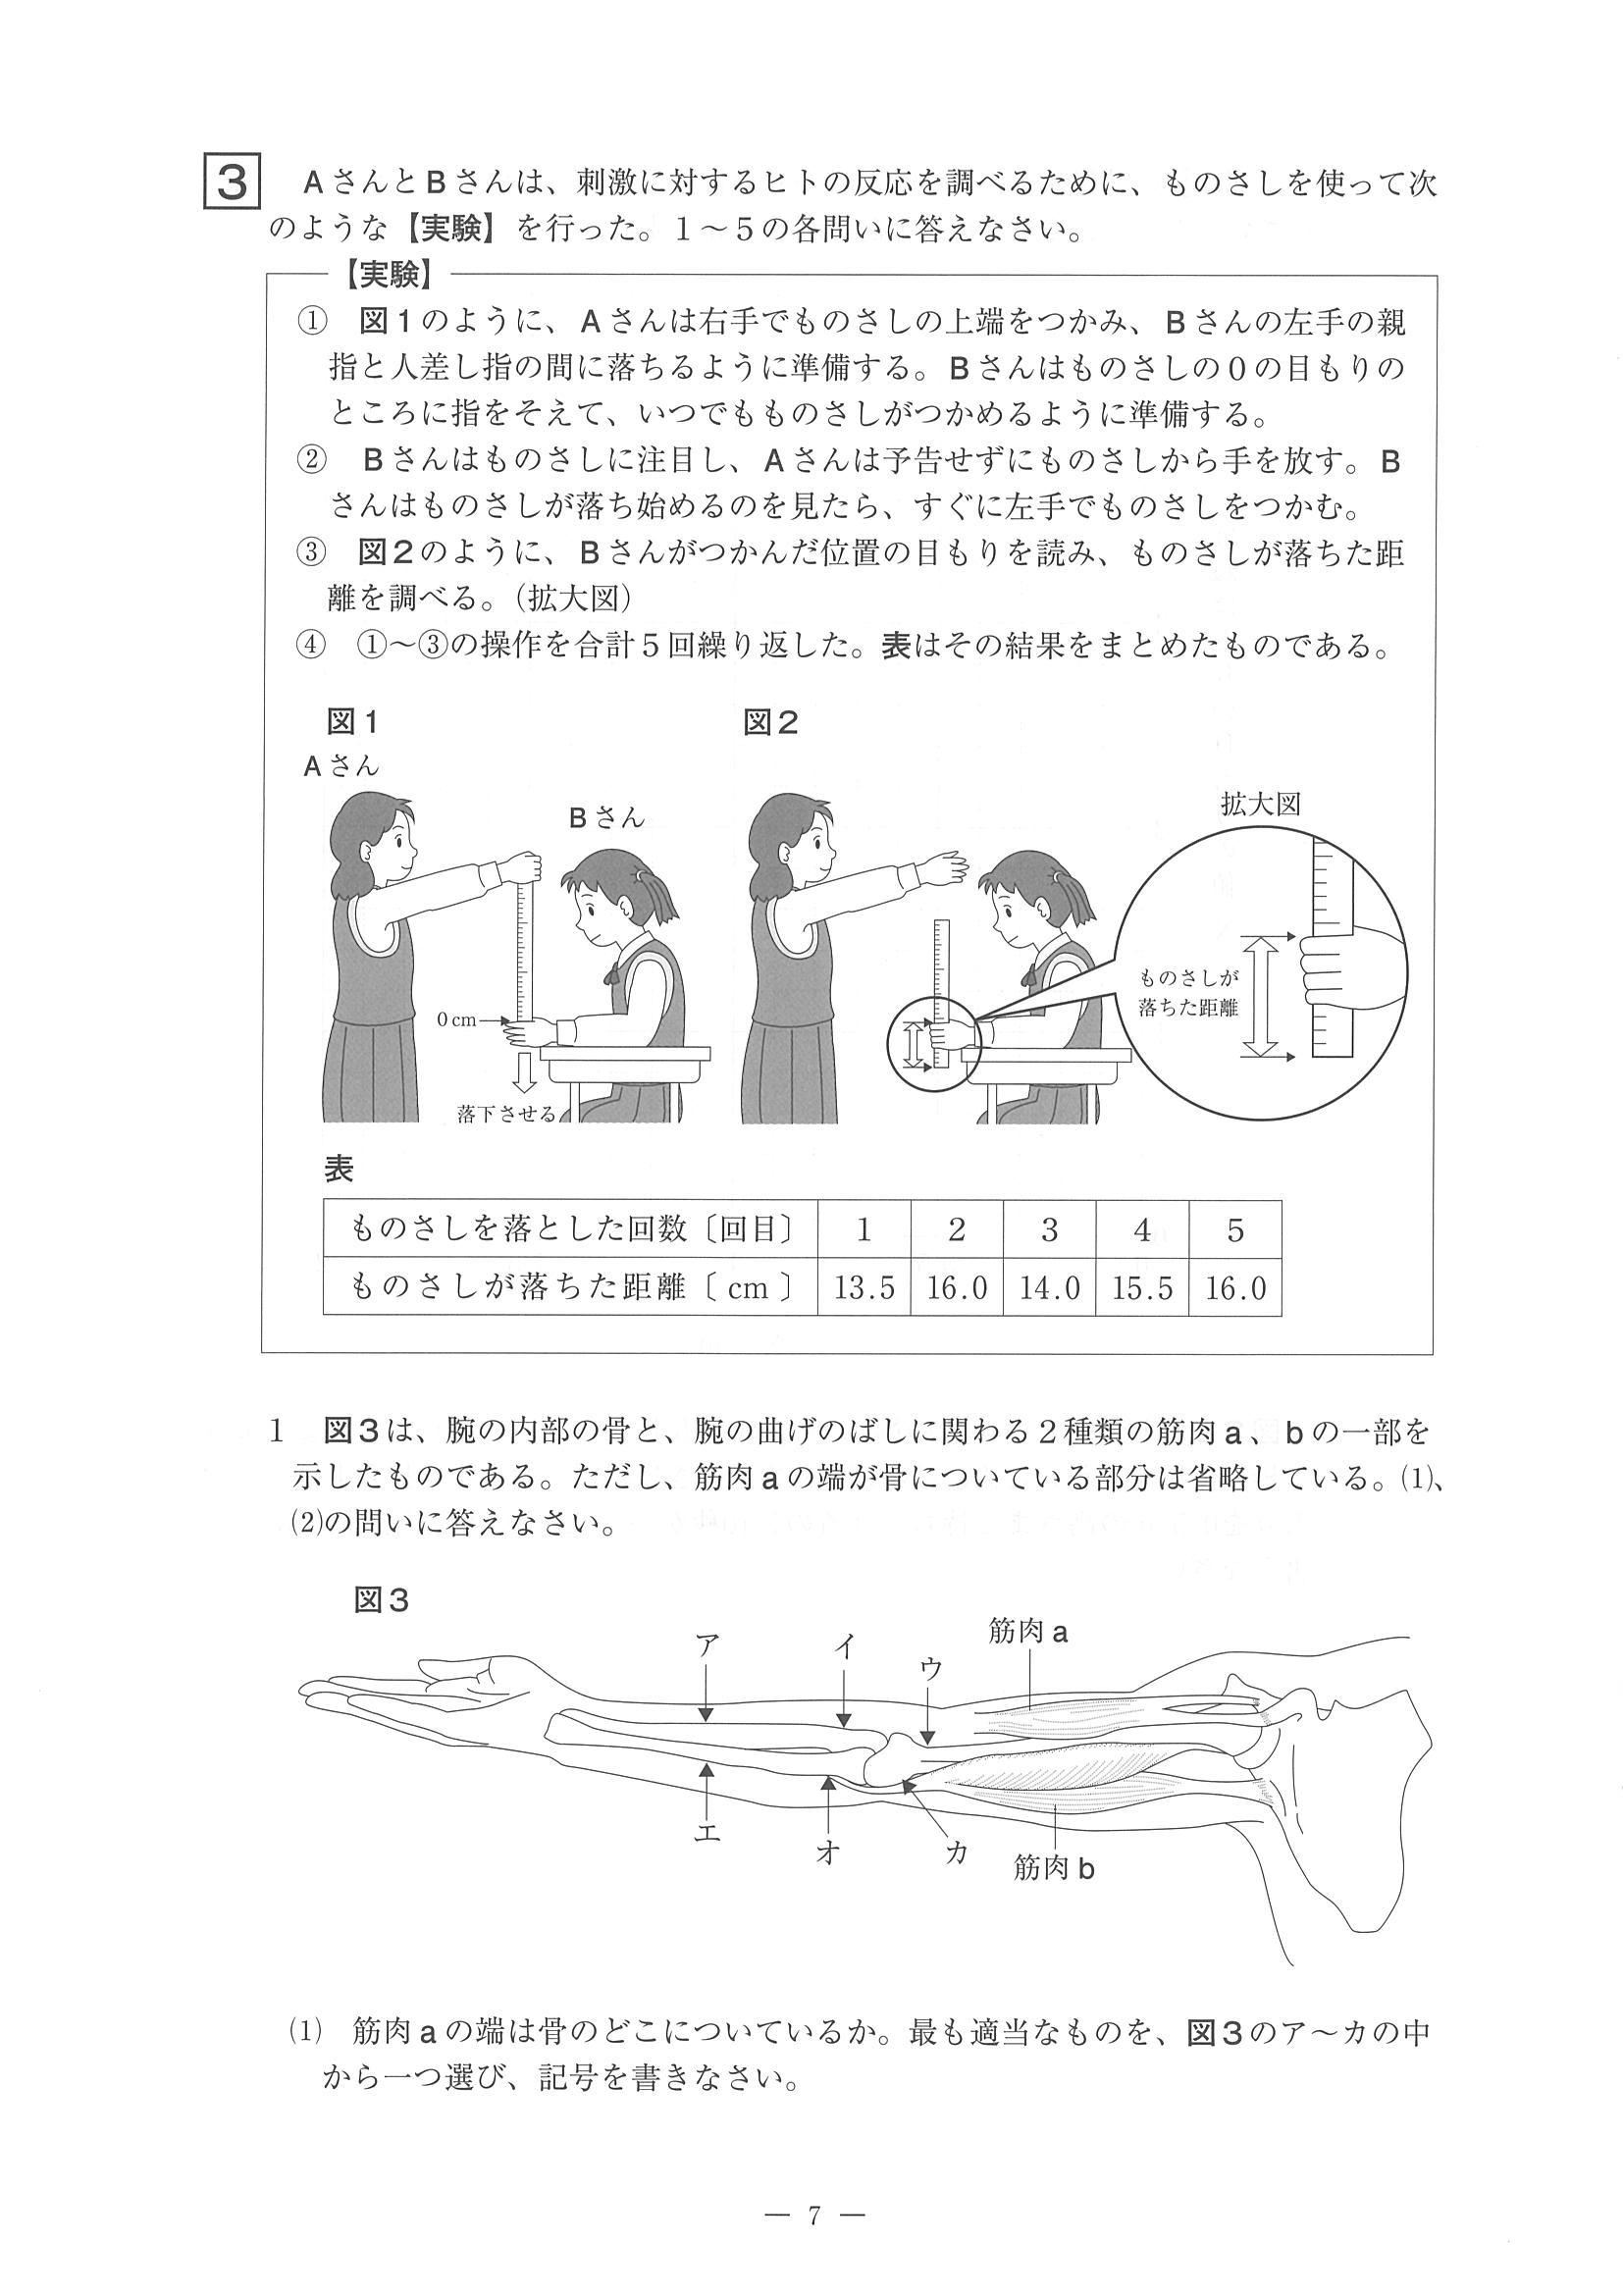 3 AさんとBさんは、刺激に対するヒトの反応を調べるために、ものさしを使って次
のような【実験】を行った。1～5の各問いに答えなさい。
【実験】
① 図1のように、Aさんは右手でものさしの上端をつかみ、Bさんの左手の親
指と人差し指の間に落ちるように準備する。Bさんはものさしの0の目もりの
ところに指をそえて、いつでもものさしがつかめるように準備する。
② Bさんはものさしに注目し、Aさんは予告せずにものさしから手を放す。B
さんはものさしが落ち始めるのを見たら、すぐに左手でものさしをつかむ。
③ 図2のように、Bさんがつかんだ位置の目もりを読み、ものさしが落ちた距
離を調べる。（拡大図）
④ ①～③の操作を合計5回繰り返した。表はその結果をまとめたものである。
図1
Aさん
Bさん
0cm
落下させる
図2
拡大図
ものさしが
落ちた距離
表
ものさしを落とした回数〔回目〕 1 2 3 4 5
ものさしが落ちた距離〔cm〕 13.5 16.0 14.0 15.5 16.0
1 図3は、腕の内部の骨と、腕の曲げのばしに関わる2種類の筋肉a、bの一部を
示したものである。ただし、筋肉aの端が骨についている部分は省略している。⑴、
⑵の問いに答えなさい。
図3
ア
イ
ウ
筋肉a
エ
オ
カ
筋肉b
⑴ 筋肉aの端は骨のどこについているか。最も適当なものを、図3のア～カの中
から一つ選び、記号を書きなさい。
― 7 ―